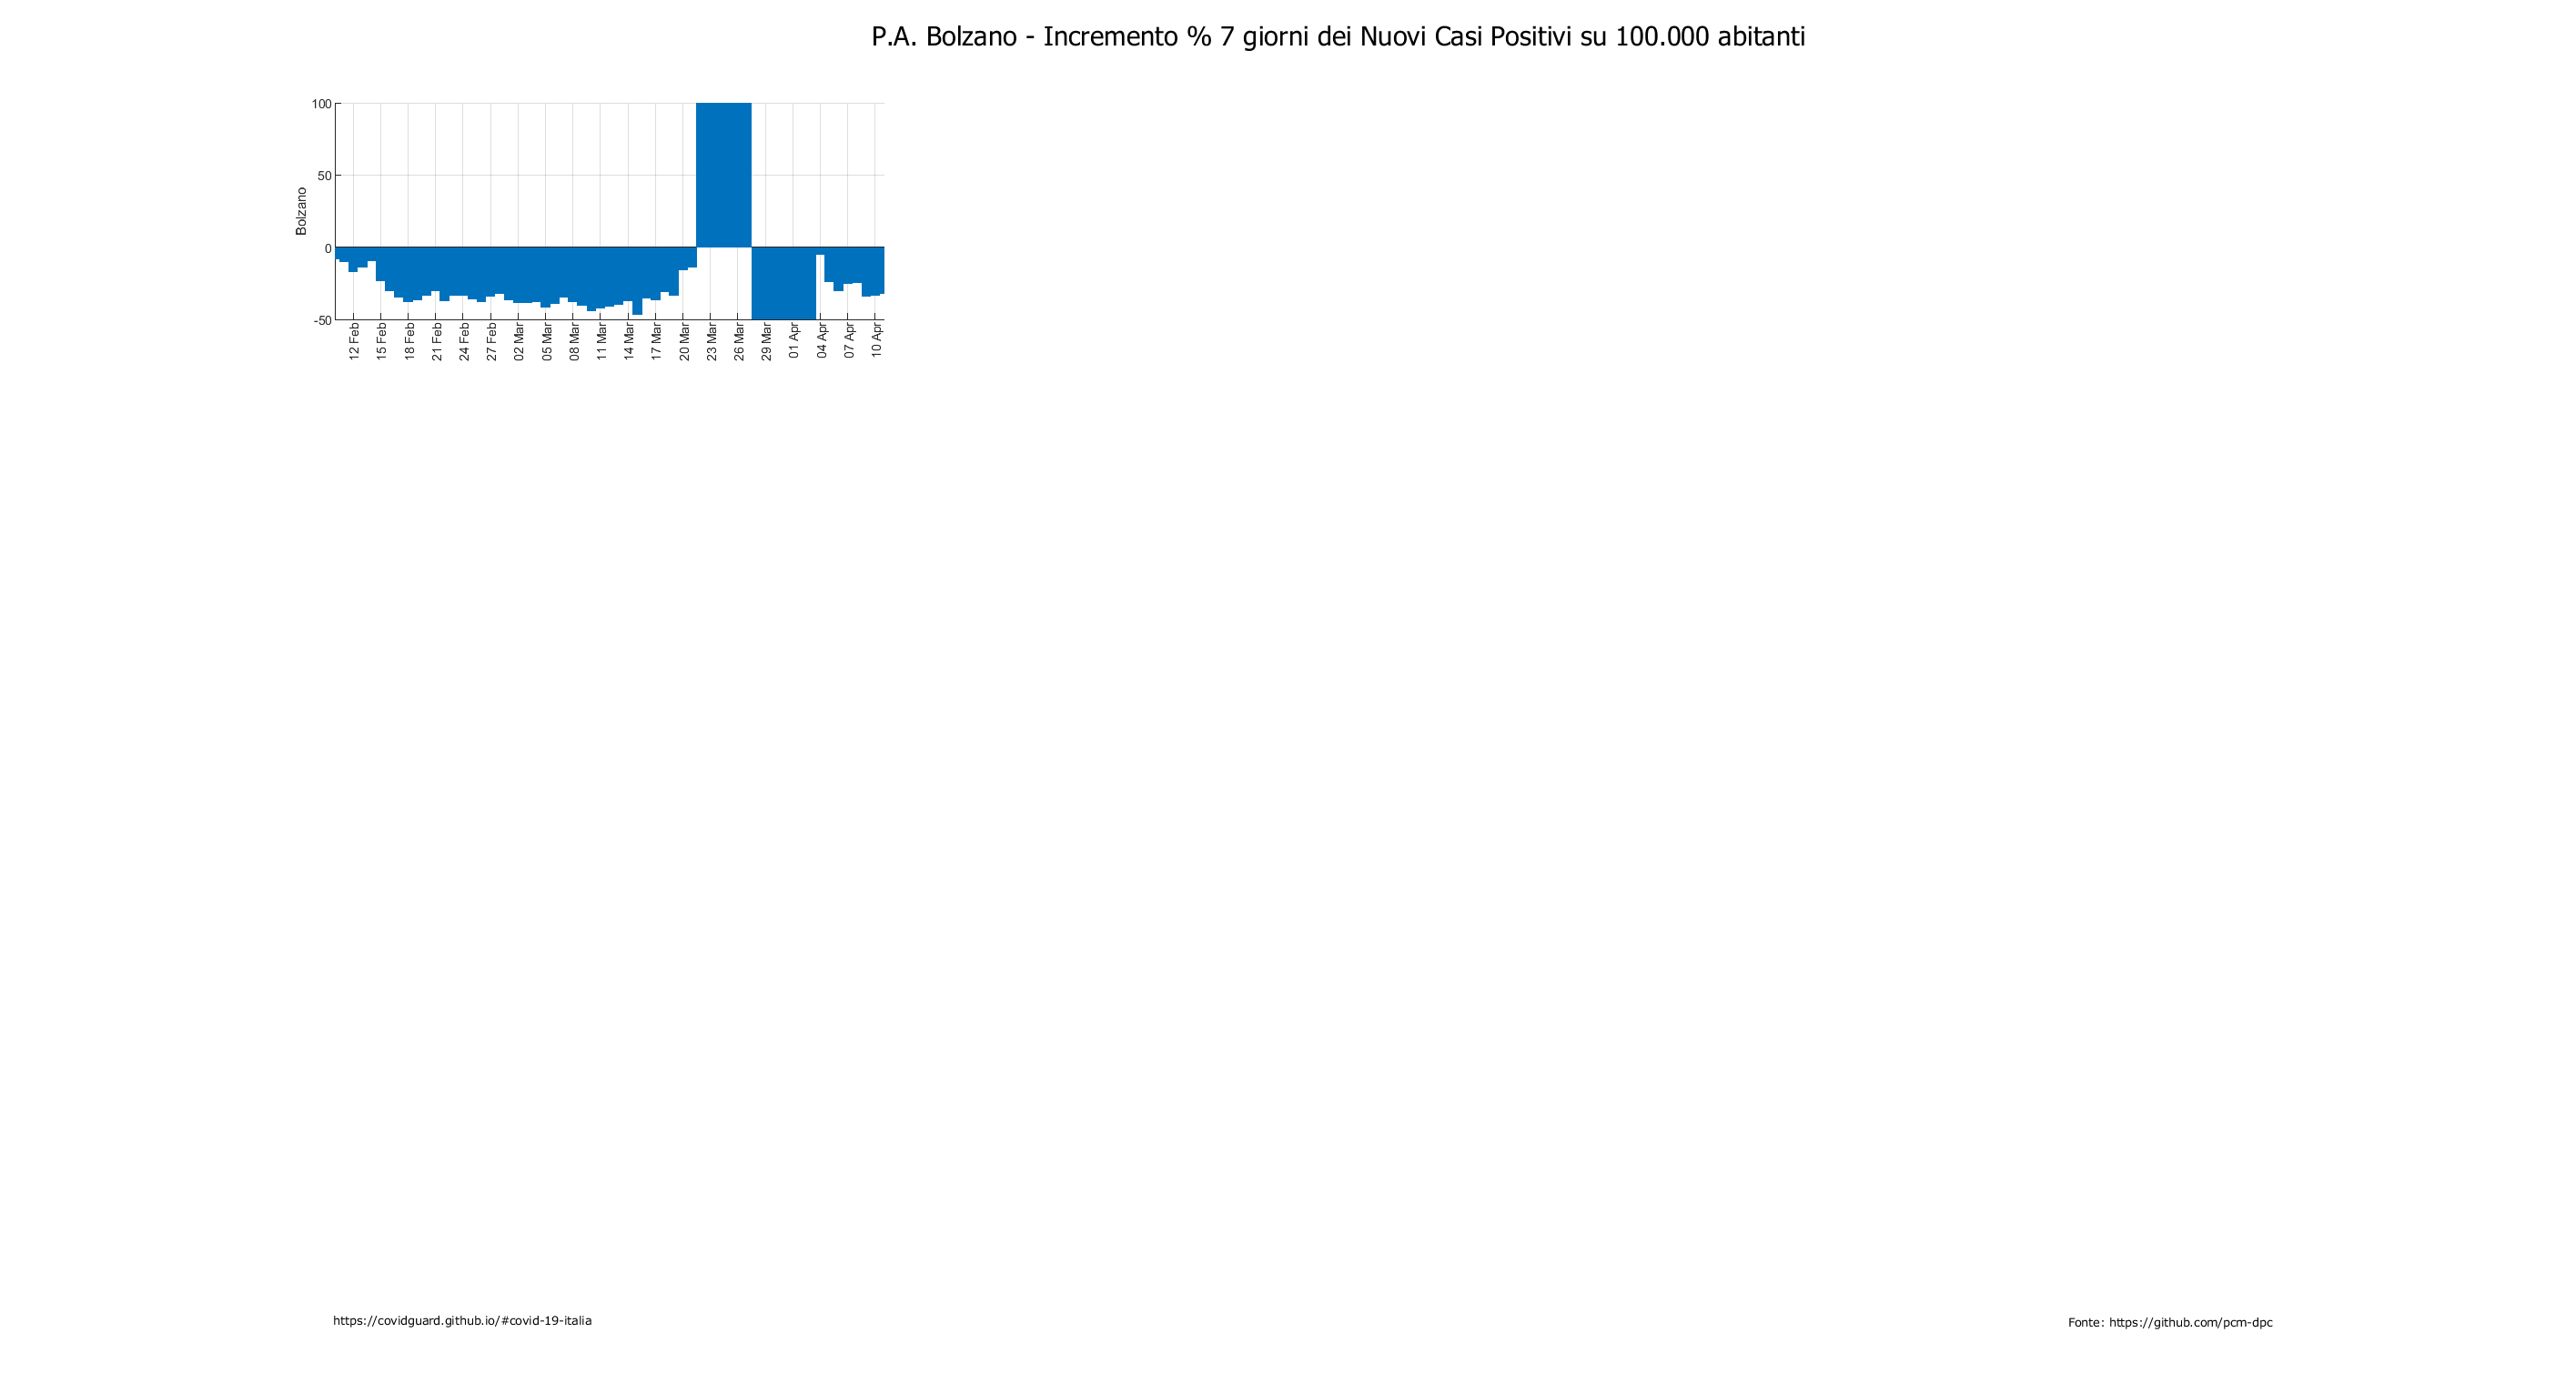 P.A. Bolzano - Incremento % 7 giorni dei Nuovi Casi Positivi su 100.000 abitanti
100
50
0
-50
Bolzano
12 Feb
15 Feb
18 Feb
21 Feb
24 Feb
27 Feb
02 Mar
05 Mar
08 Mar
11 Mar
14 Mar
17 Mar
20 Mar
23 Mar
26 Mar
29 Mar
01 Apr
04 Apr
07 Apr
10 Apr
https://covidguard.github.io/#covid-19-italia
Fonte: https://github.com/pcm-dpc